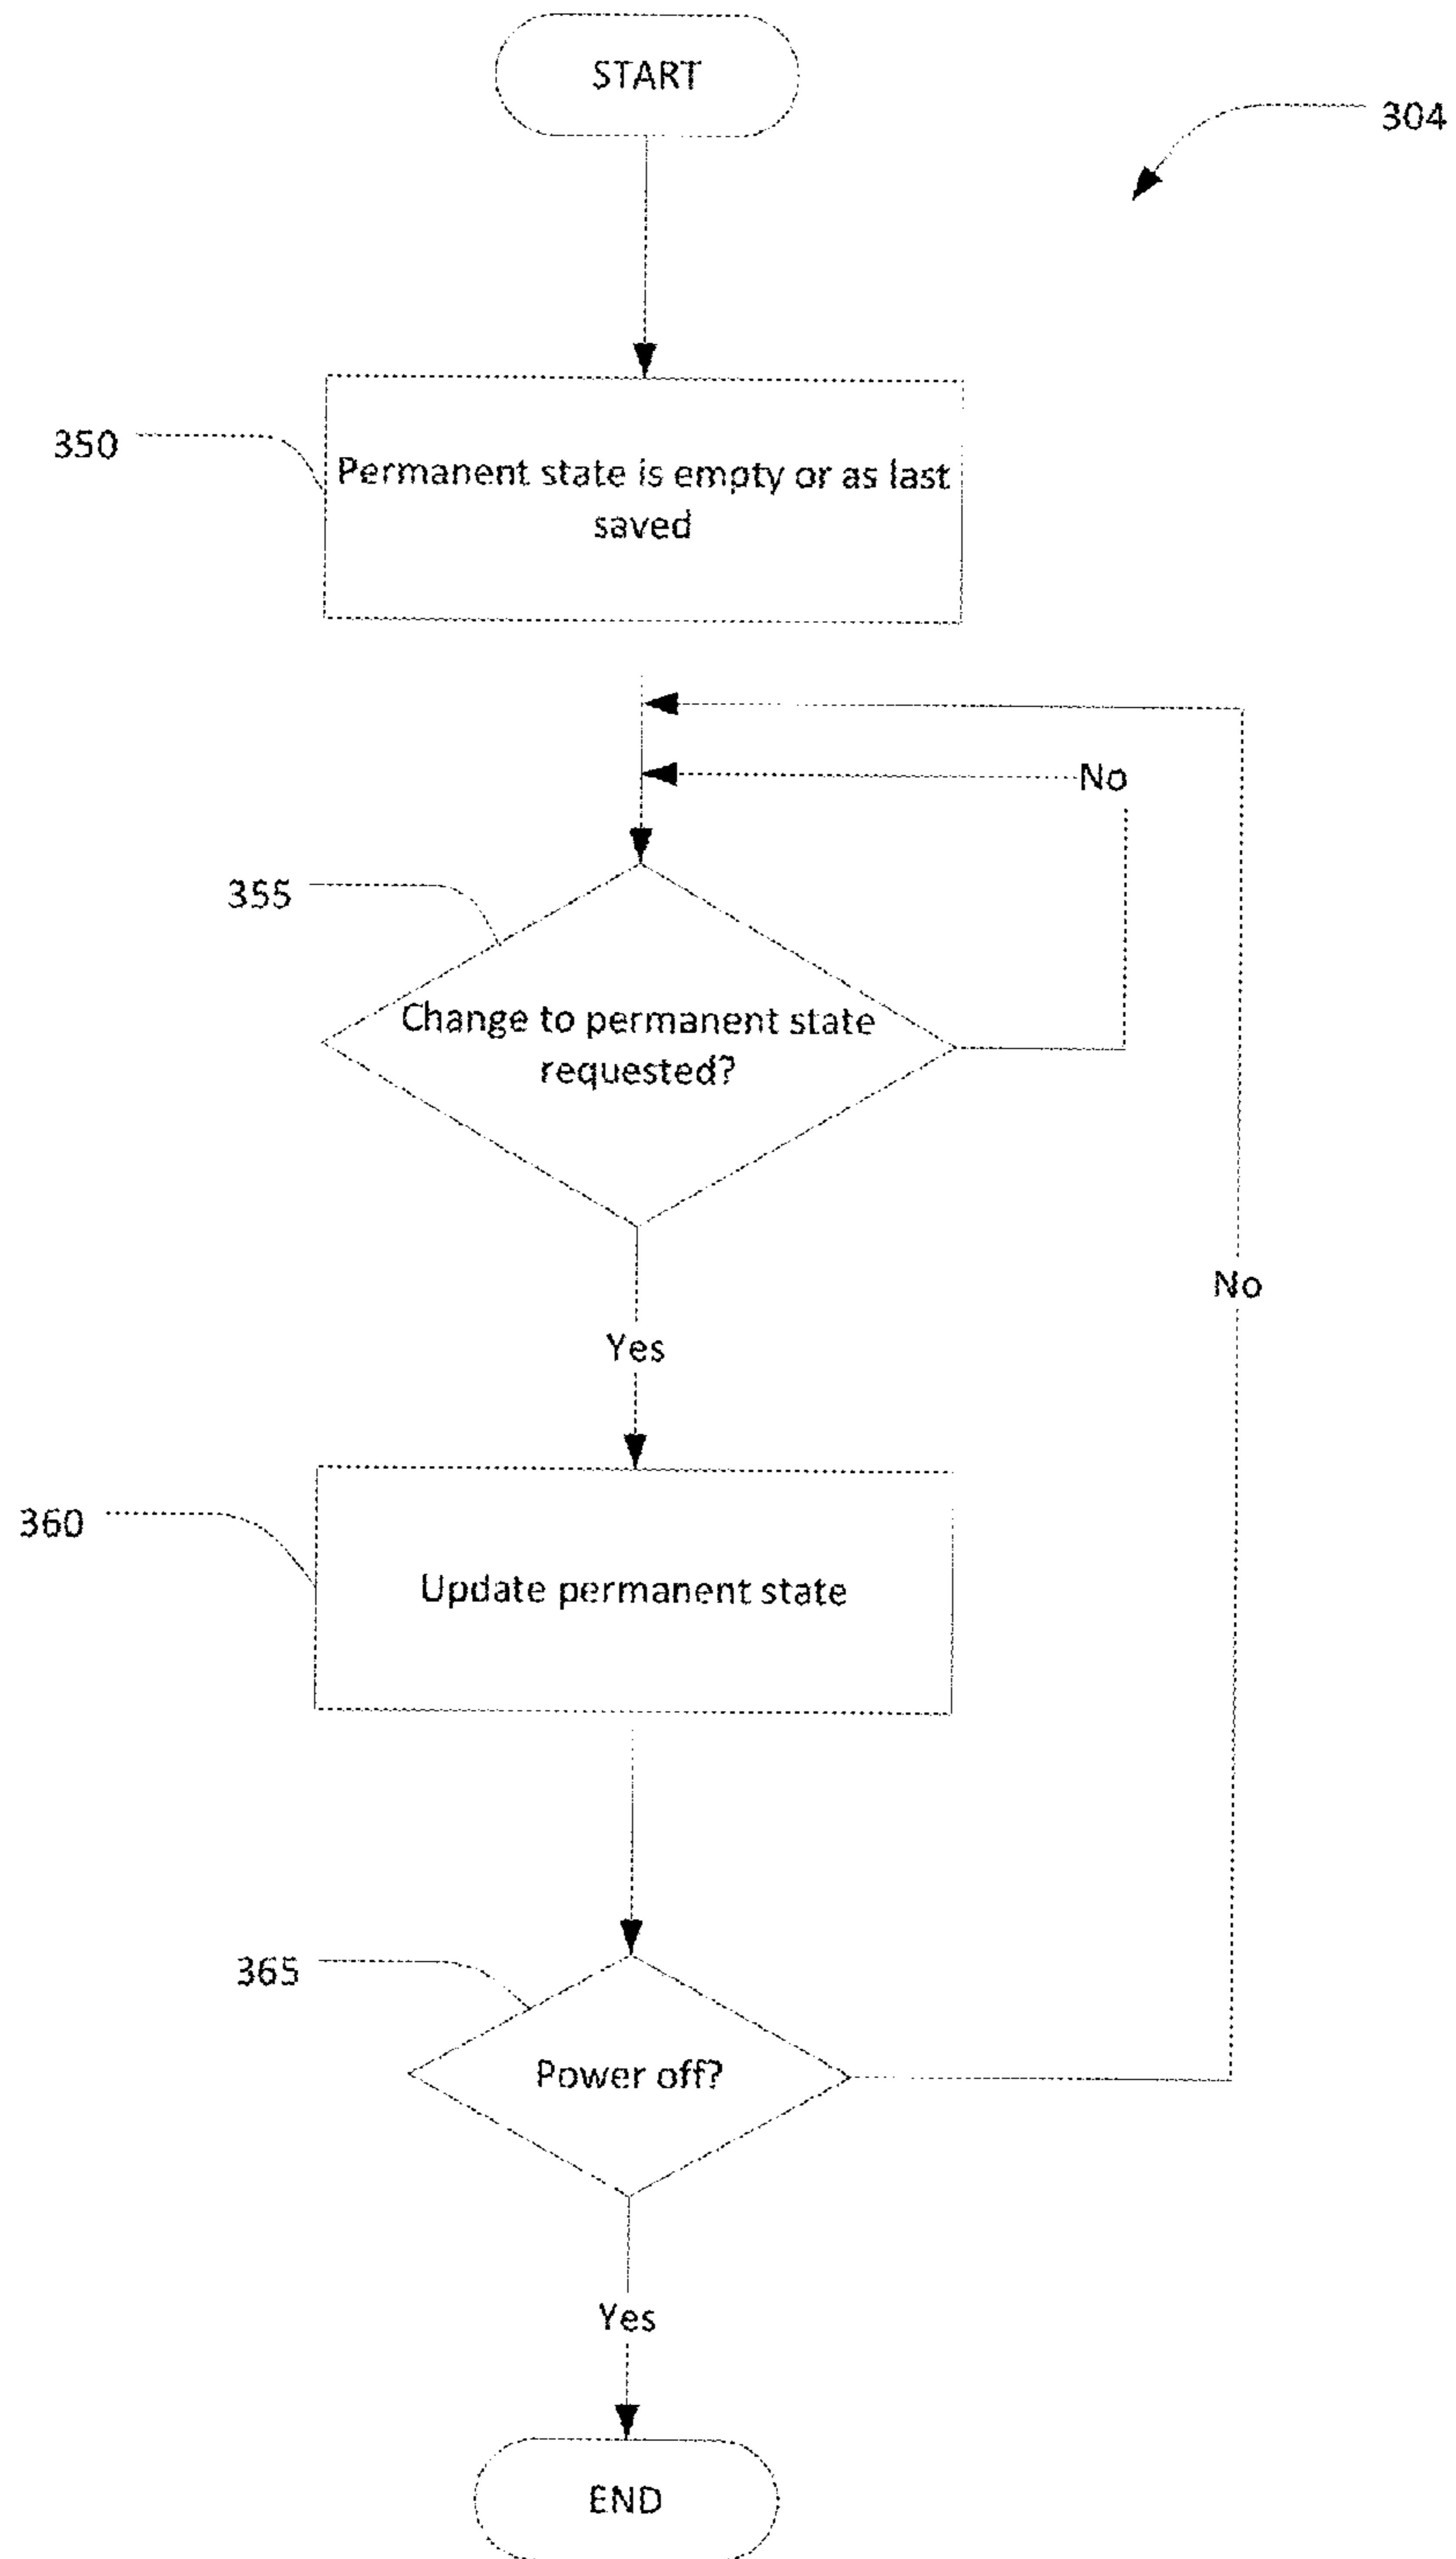 START
304
350
Permanent state is empty or as last
saved
No
355
Change to permanent state
requested?
No
Yes
360
Update permanent state
365
Power off?
Yes
END